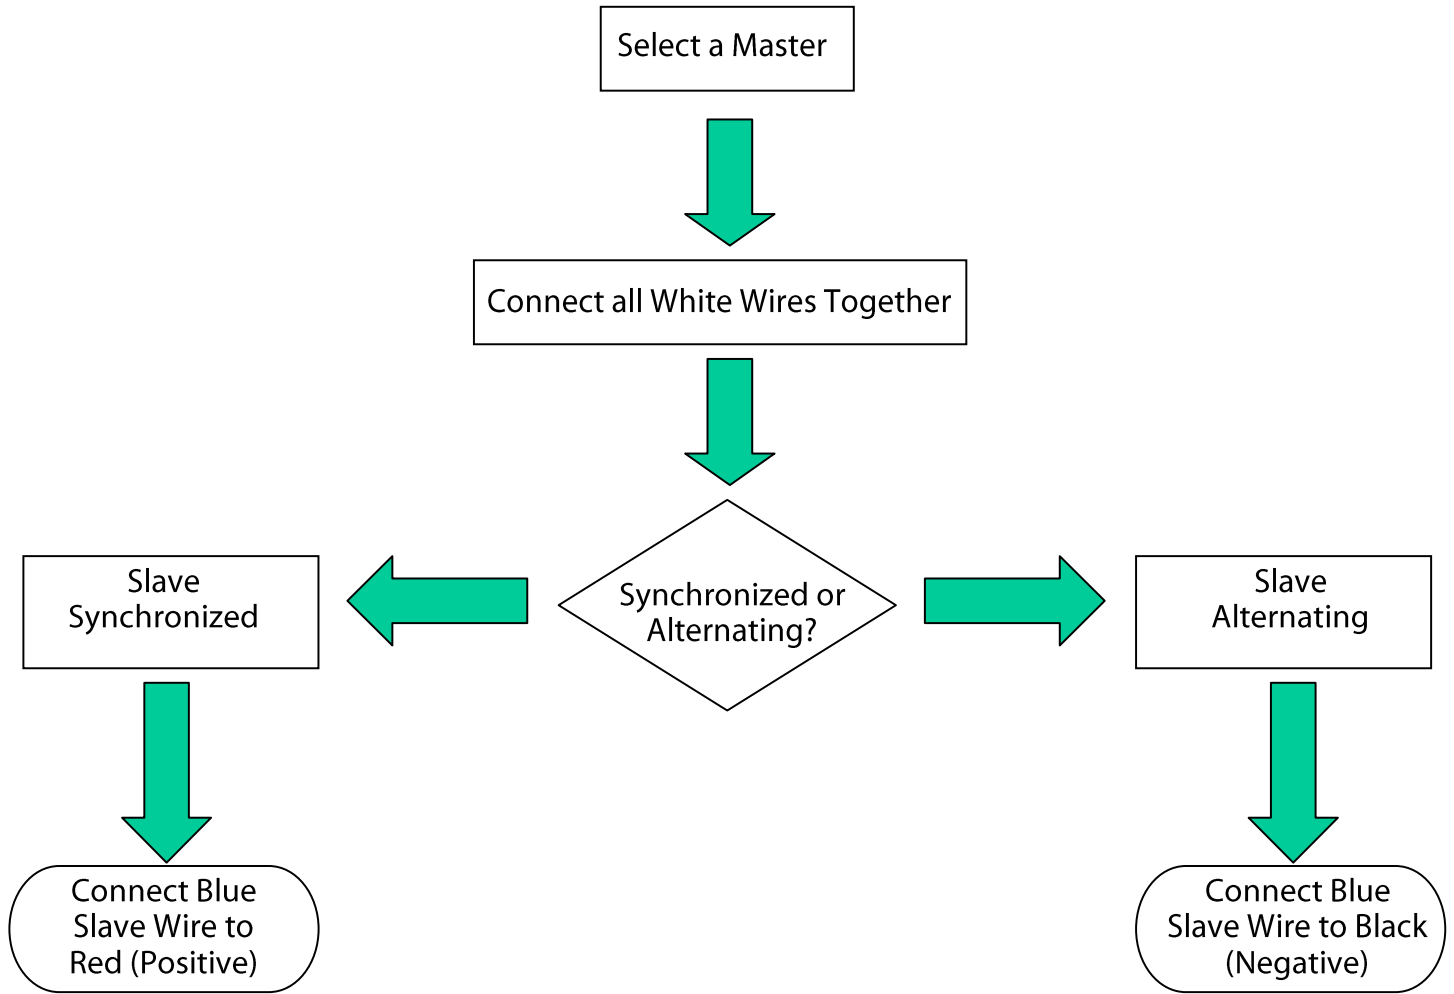 Select a Master
Connect all White Wires Together
Synchronized or
Alternating?
Slave
Synchronized
Slave
Alternating
Connect Blue
Slave Wire to
Red (Positive)
Connect Blue
Slave Wire to Black
(Negative)